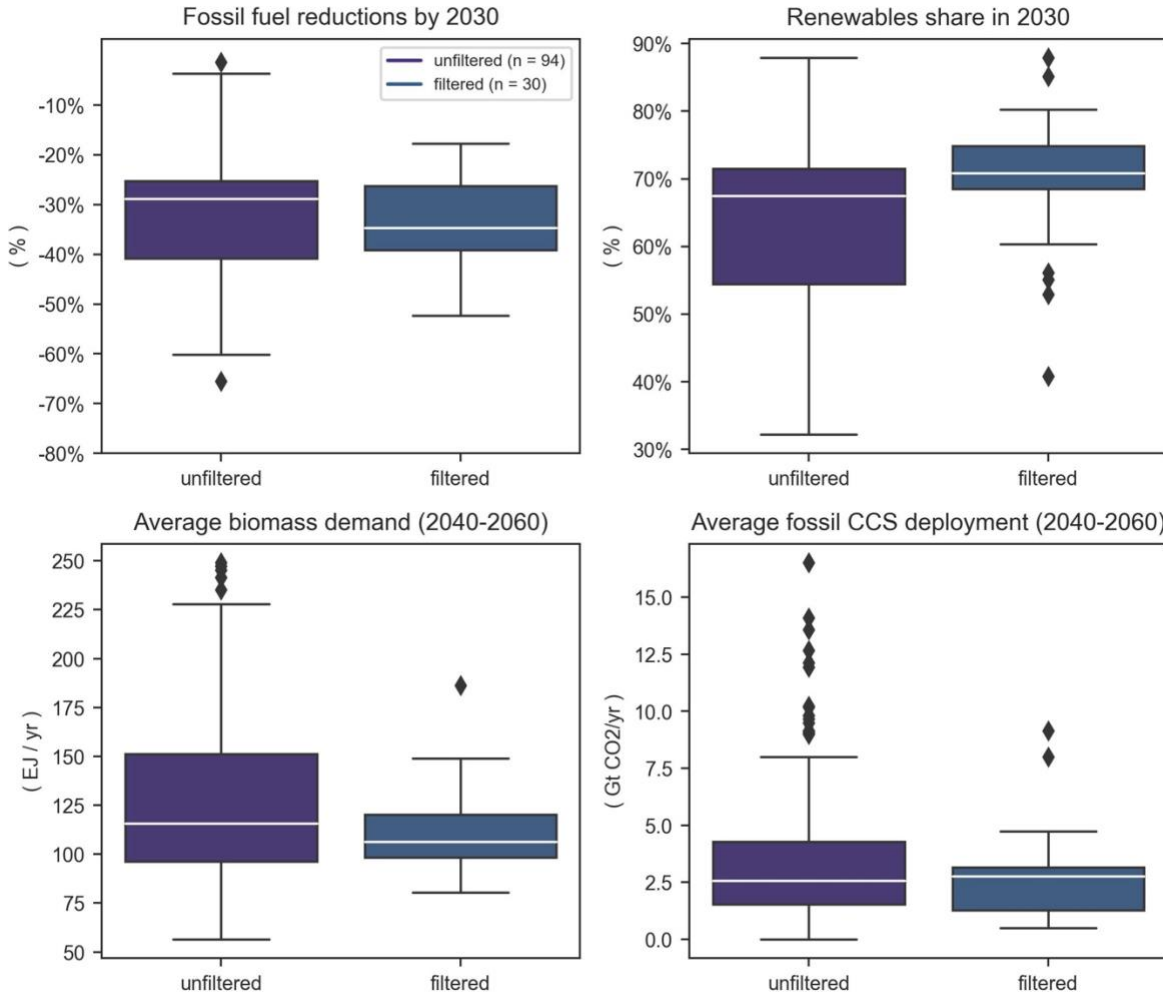 Fossil fuel reductions by 2030
( % )
-10%
-20%
-30%
-40%
-50%
-60%
-70%
-80%
unfiltered (n = 94)
filtered (n = 30)
unfiltered filtered
Renewables share in 2030
( % )
90%
80%
70%
60%
50%
40%
30%
unfiltered filtered
Average biomass demand (2040-2060)
( EJ / yr )
250
225
200
175
150
125
100
75
50
unfiltered filtered
Average fossil CCS deployment (2040-2060)
( Gt CO2/yr )
15.0
12.5
10.0
7.5
5.0
2.5
0.0
unfiltered filtered